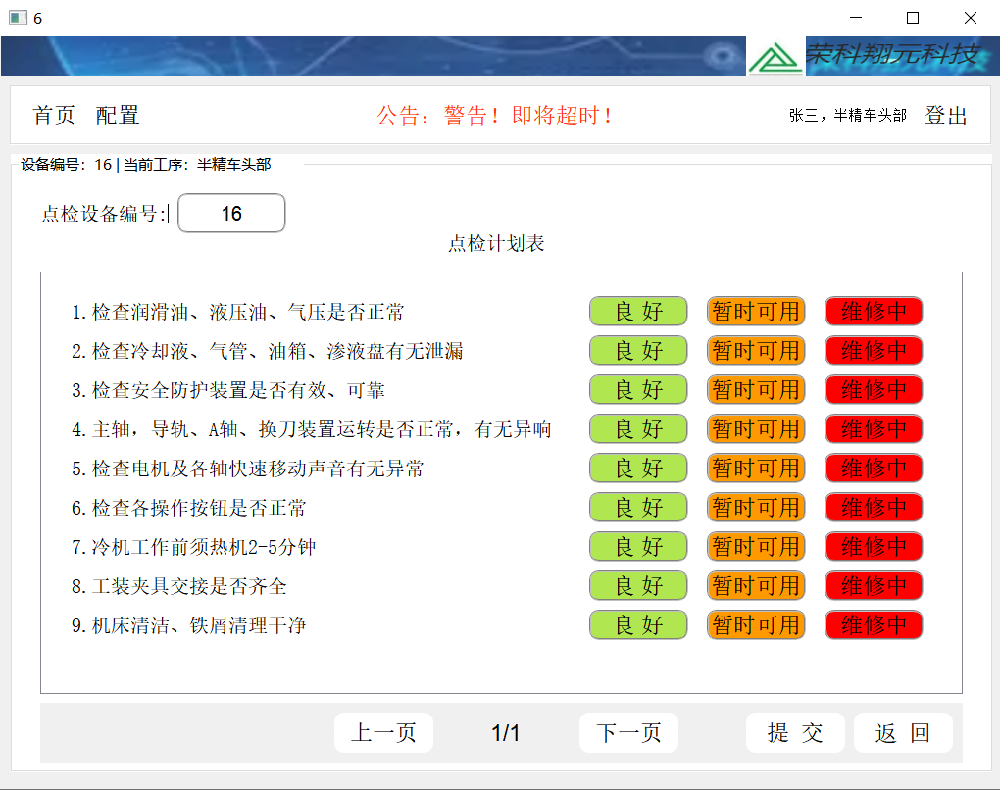 6
荣科翔元科技
首页 配置 公告：警告！即将超时！ 张三，半精车头部 登出
设备编号：16 | 当前工序：半精车头部
点检设备编号: 16
点检计划表
1.检查润滑油、液压油、气压是否正常 良 好 暂时可用 维修中
2.检查冷却液、气管、油箱、渗液盘有无泄漏 良 好 暂时可用 维修中
3.检查安全防护装置是否有效、可靠 良 好 暂时可用 维修中
4.主轴，导轨、A轴、换刀装置运转是否正常，有无异响 良 好 暂时可用 维修中
5.检查电机及各轴快速移动声音有无异常 良 好 暂时可用 维修中
6.检查各操作按钮是否正常 良 好 暂时可用 维修中
7.冷机工作前须热机2-5分钟 良 好 暂时可用 维修中
8.工装夹具交接是否齐全 良 好 暂时可用 维修中
9.机床清洁、铁屑清理干净 良 好 暂时可用 维修中
上一页 1/1 下一页 提 交 返 回